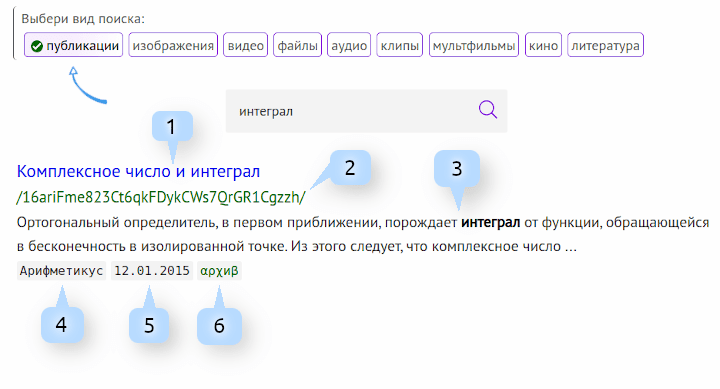 Выбери вид поиска:
публикации изображения видео файлы аудио клипы мультфильмы кино литература
интеграл
1
Комплексное число и интеграл
2
/16ariFme823Ct6qkFDykCWs7QrGR1Cgzzh/
3
Ортогональный определитель, в первом приближении, порождает интеграл от функции, обращающейся
в бесконечность в изолированной точке. Из этого следует, что комплексное число ...
Арифметикус 12.01.2015 αρχιβ
4 5 6